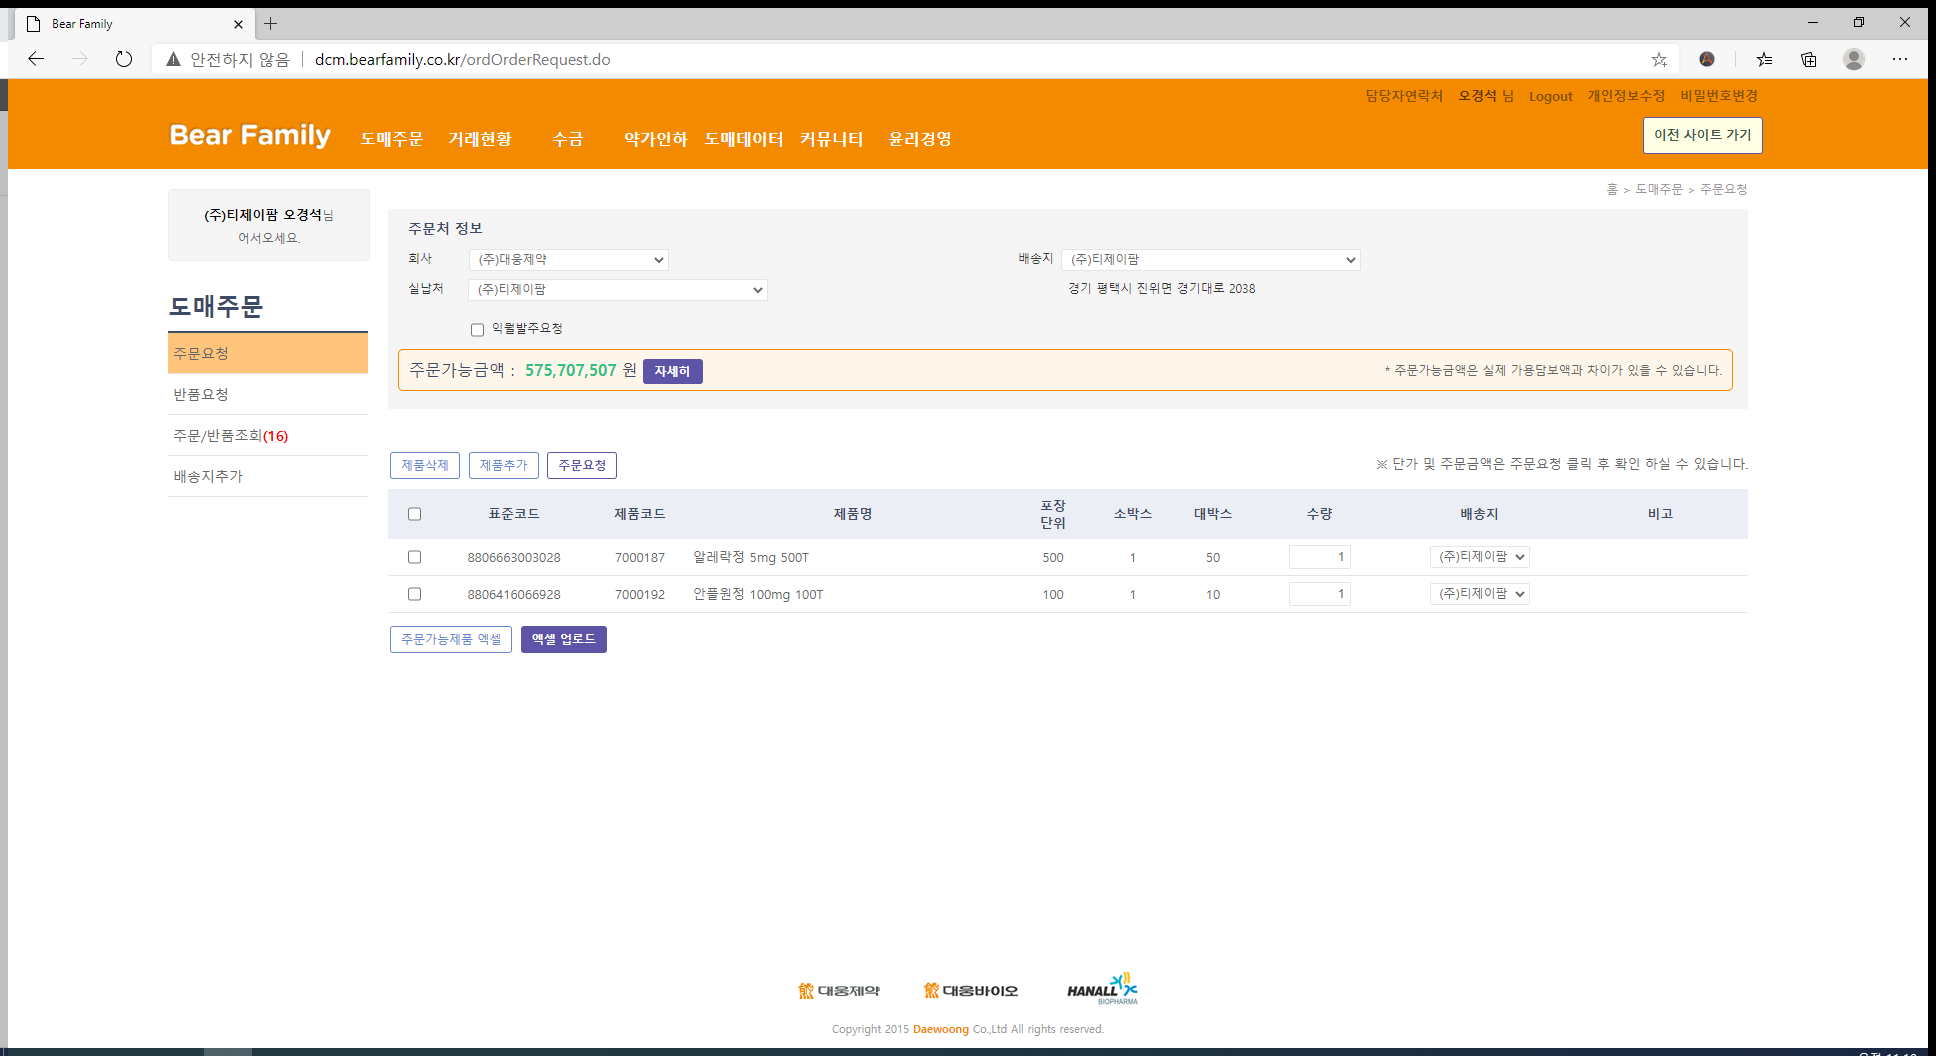 Bear Family
안전하지 않음 dcm.bearfamily.co.kr/ordOrderRequest.do
담당자연락처 오경석 님 Logout 개인정보수정 비밀번호변경
Bear Family 도매주문 거래현황 수금 약가인하 도매데이터 커뮤니티 윤리경영 이전 사이트 가기
홈 > 도매주문 > 주문요청
(주)티제이팜 오경석님
어서오세요.
도매주문
주문요청
반품요청
주문/반품조회(16)
배송지추가
주문처 정보
회사 (주)대웅제약 배송지 (주)티제이팜
실납처 (주)티제이팜 경기 평택시 진위면 경기대로 2038
익월발주요청
주문가능금액 : 575,707,507 원 자세히 * 주문가능금액은 실제 가용담보액과 차이가 있을 수 있습니다.
제품삭제 제품추가 주문요청 ※ 단가 및 주문금액은 주문요청 클릭 후 확인 하실 수 있습니다.
표준코드 제품코드 제품명 포장 단위 소박스 대박스 수량 배송지 비고
8806663003028 7000187 알레락정 5mg 500T 500 1 50 1 (주)티제이팜
8806416066928 7000192 안플원정 100mg 100T 100 1 10 1 (주)티제이팜
주문가능제품 엑셀 엑셀 업로드
대웅제약 대웅바이오 HANALL BIOPHARMA
Copyright 2015 Daewoong Co.,Ltd All rights reserved.